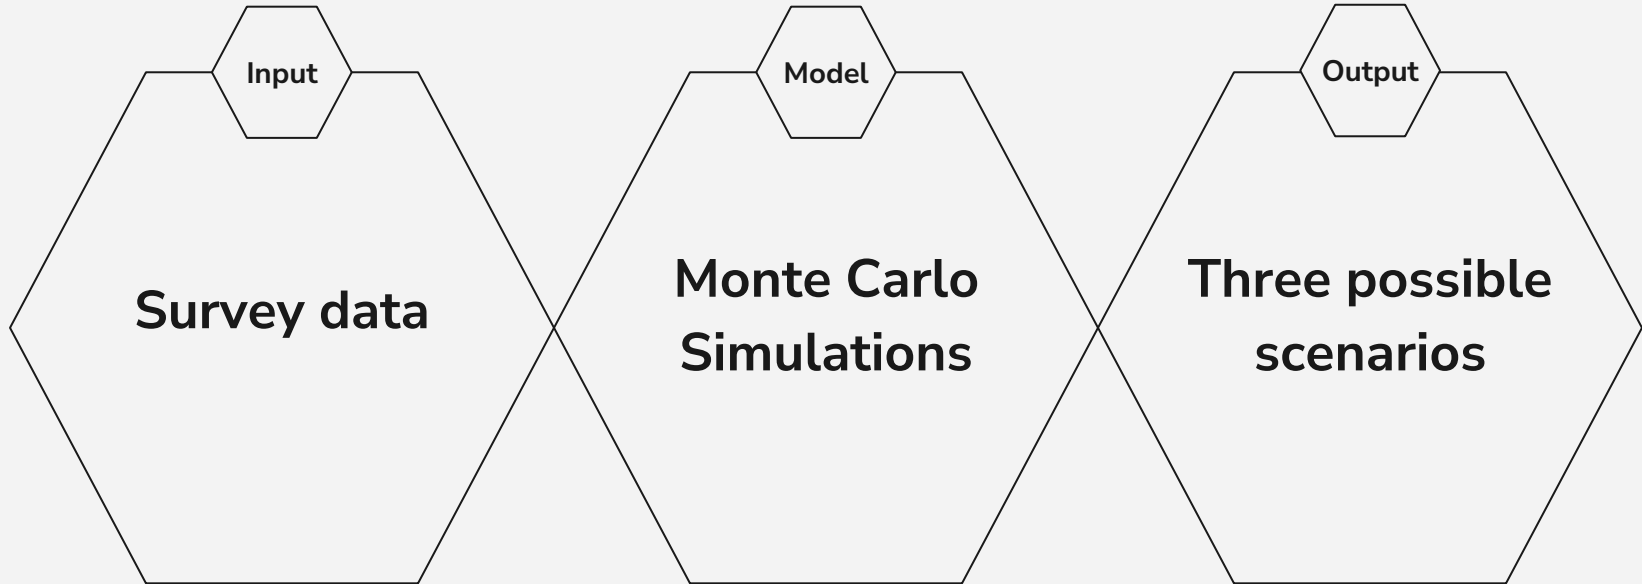 Input
Survey data
Model
Monte Carlo
Simulations
Output
Three possible
scenarios